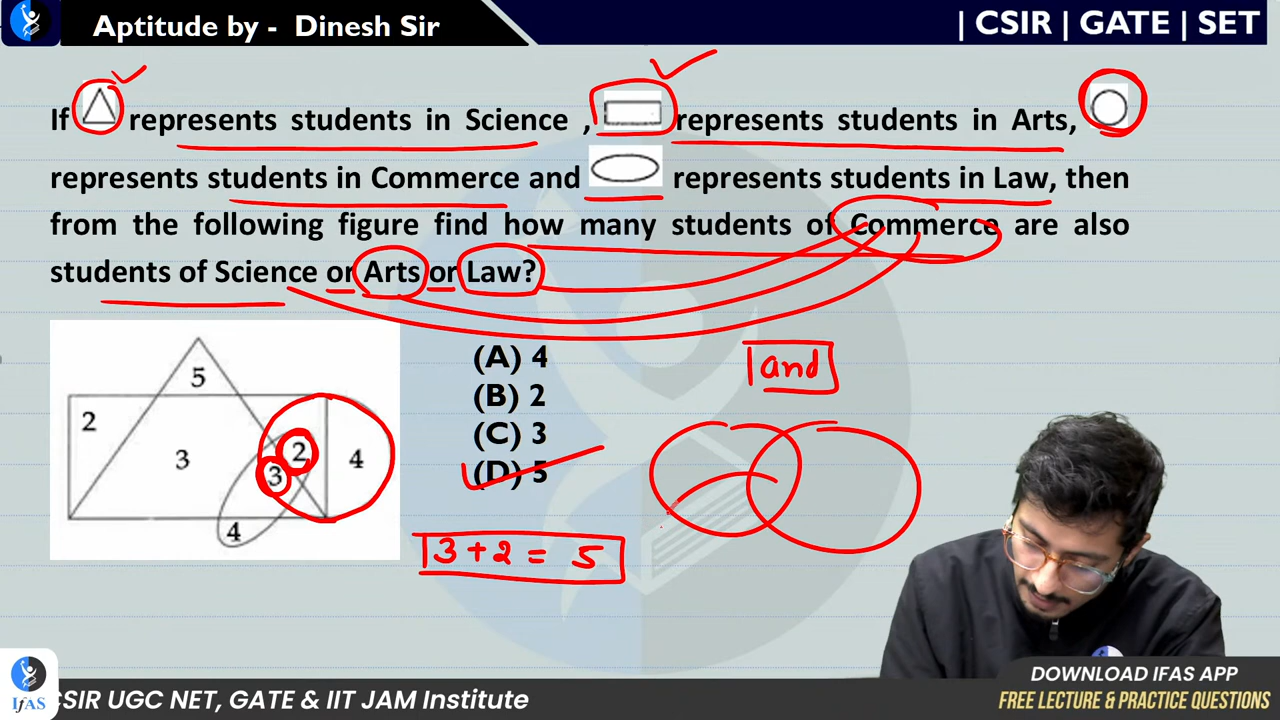 Aptitude by - Dinesh Sir
| CSIR | GATE | SET
If represents students in Science , represents students in Arts,
represents students in Commerce and represents students in Law, then
from the following figure find how many students of Commerce are also
students of Science or Arts or Law?
5
2
3
2
3
4
4
(A) 4
(B) 2
(C) 3
(D) 5
and
3+2 = 5
DOWNLOAD IFAS APP
FREE LECTURE & PRACTICE QUESTIONS
IfAS
CSIR UGC NET, GATE & IIT JAM Institute